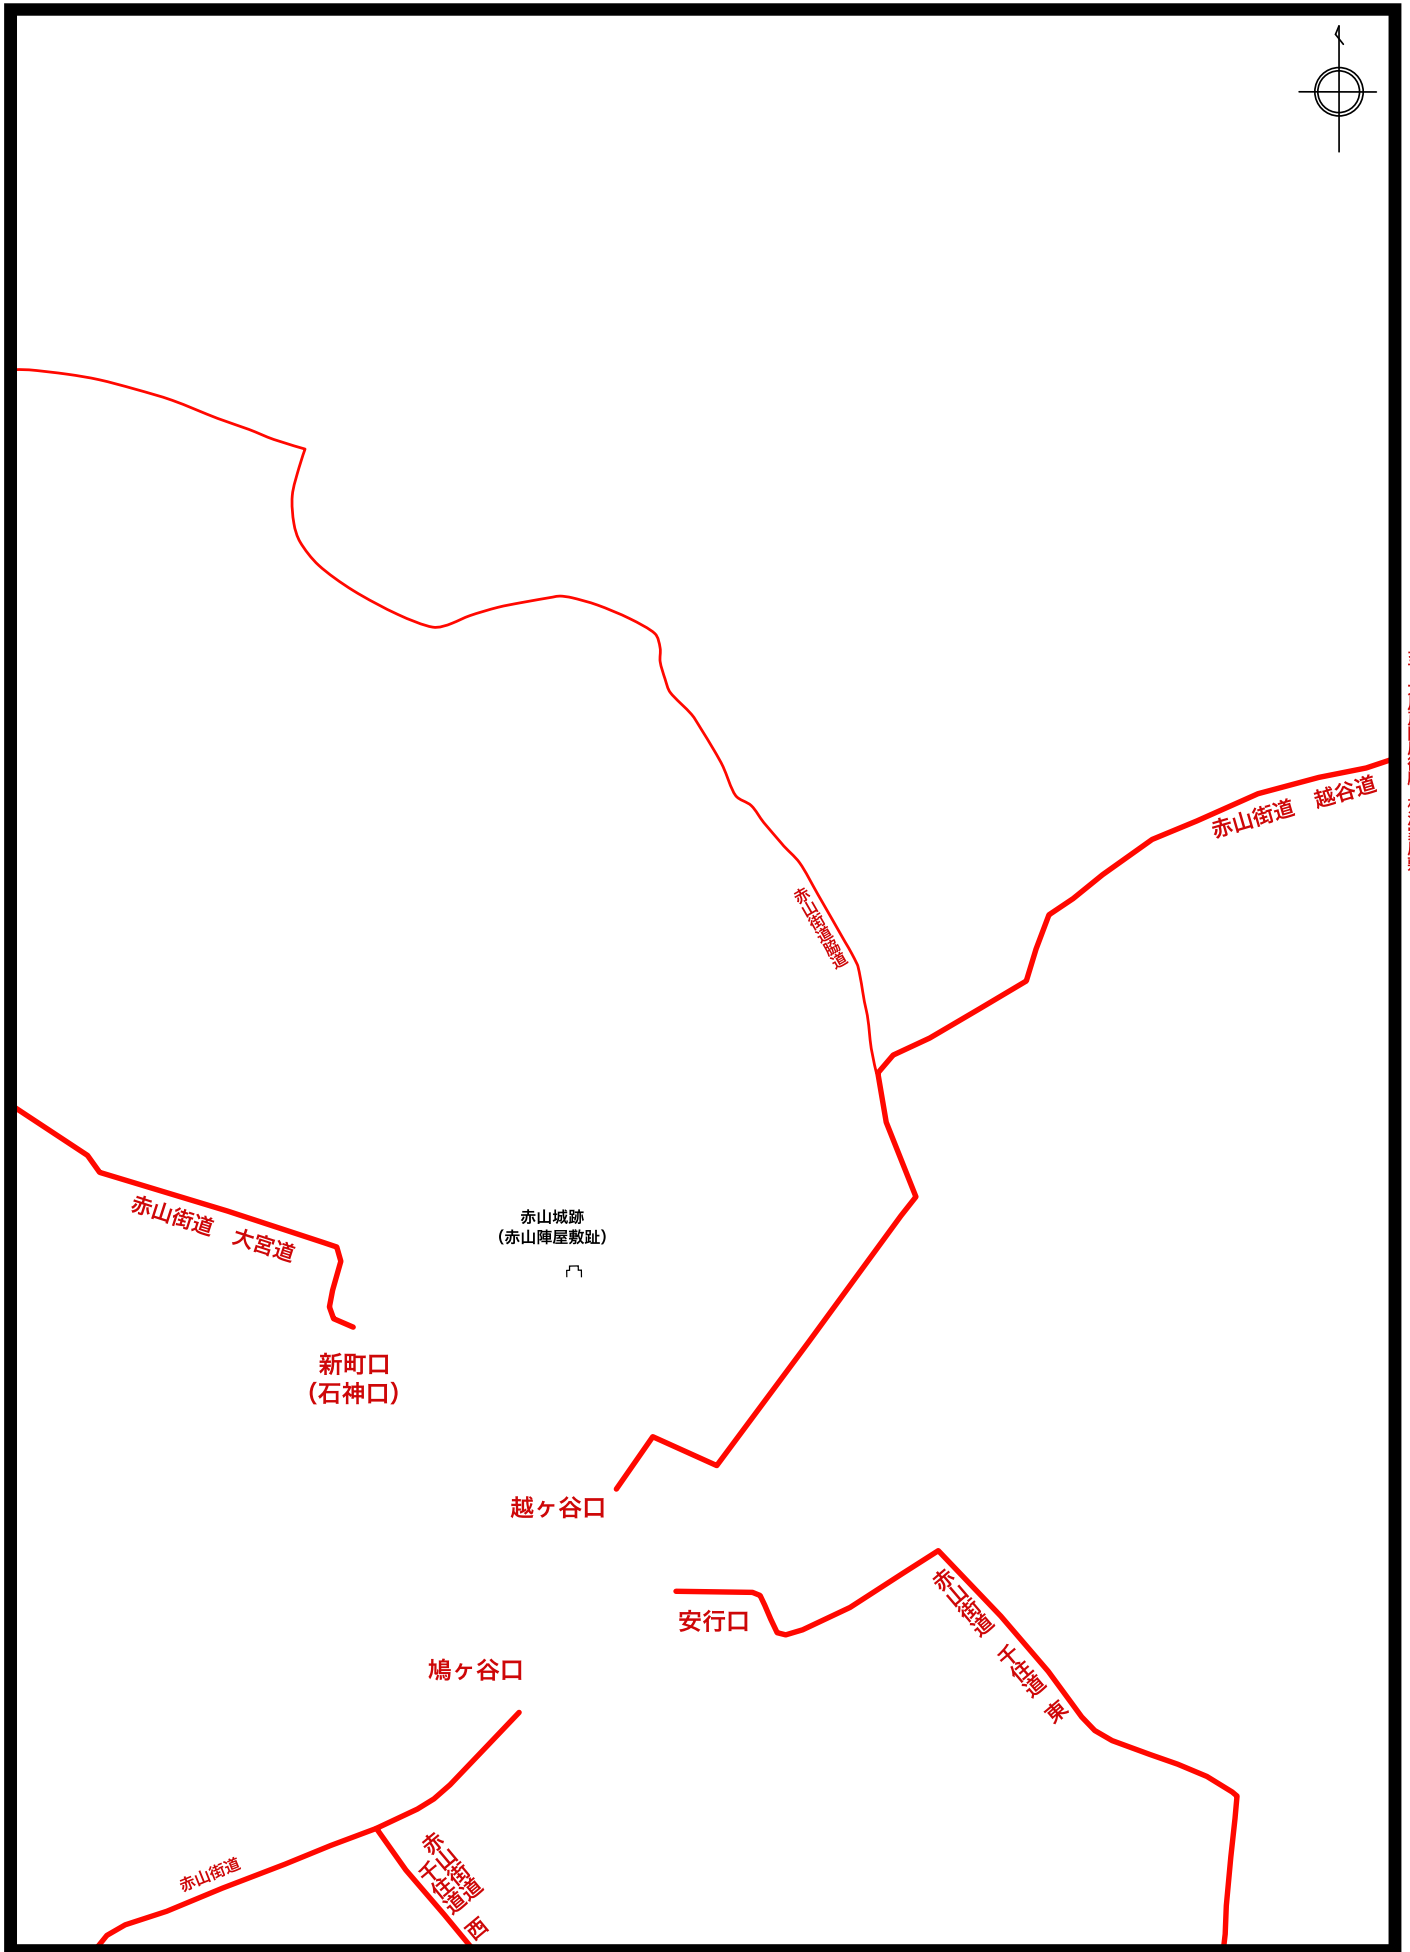 赤山街道　越谷道
赤山街道脇道
赤山街道　大宮道
赤山城跡
（赤山陣屋敷趾）
新町口
（石神口）
越ヶ谷口
安行口
赤山街道　千住道　東
鳩ヶ谷口
赤山街道
赤山街道
千住道　西